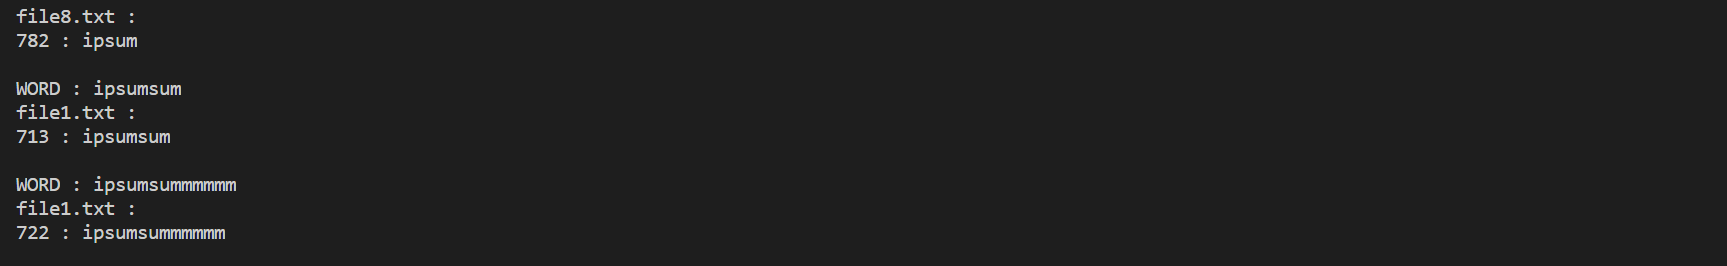 file8.txt :
782 : ipsum
WORD : ipsumsum
file1.txt :
713 : ipsumsum
WORD : ipsumsummmmmm
file1.txt :
722 : ipsumsummmmmm